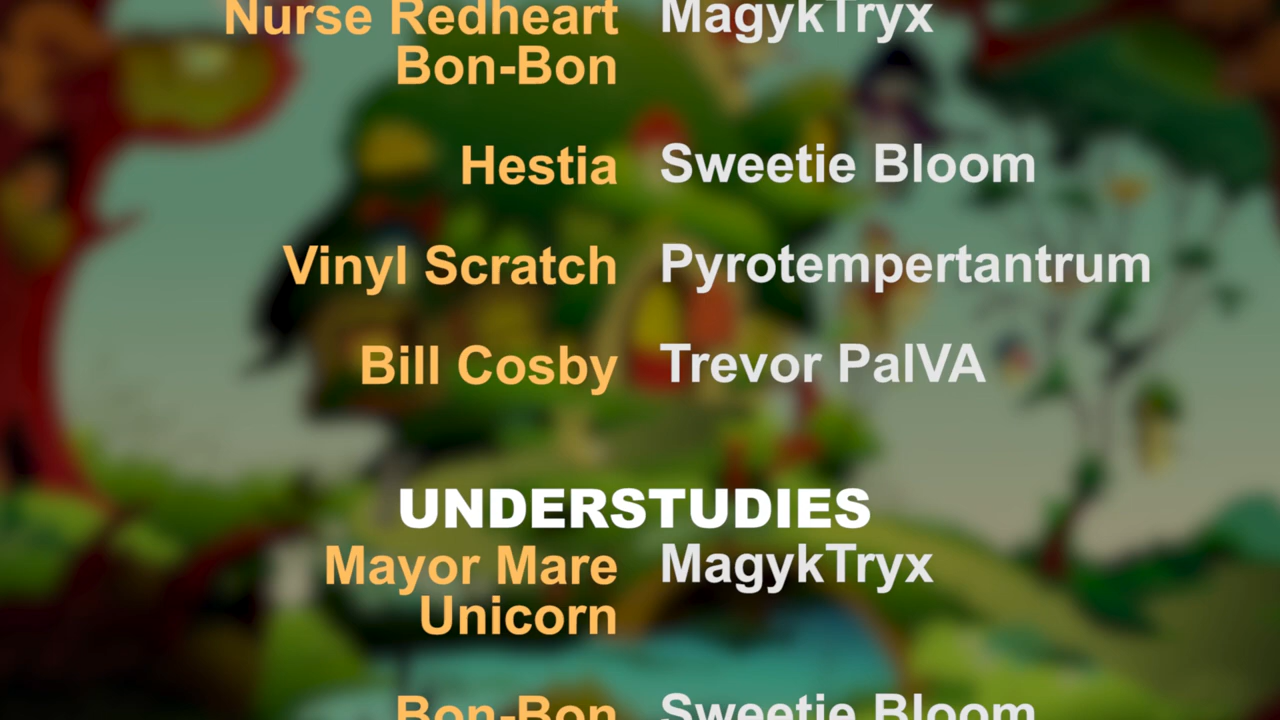 Nurse Redheart MagykTryx
Bon-Bon
Hestia Sweetie Bloom
Vinyl Scratch Pyrotempertantrum
Bill Cosby Trevor PalVA
UNDERSTUDIES
Mayor Mare MagykTryx
Unicorn
Bon-Bon Sweetie Bloom